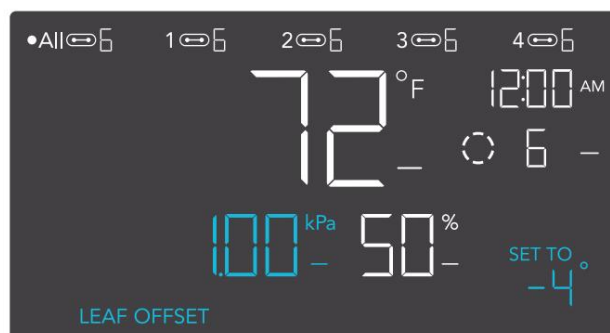 •All 6 1 6 2 6 3 6 4 6
72 °F _ 12:00 AM
6 –
1.00 kPa _ 50 % _
SET TO
-4°
LEAF OFFSET